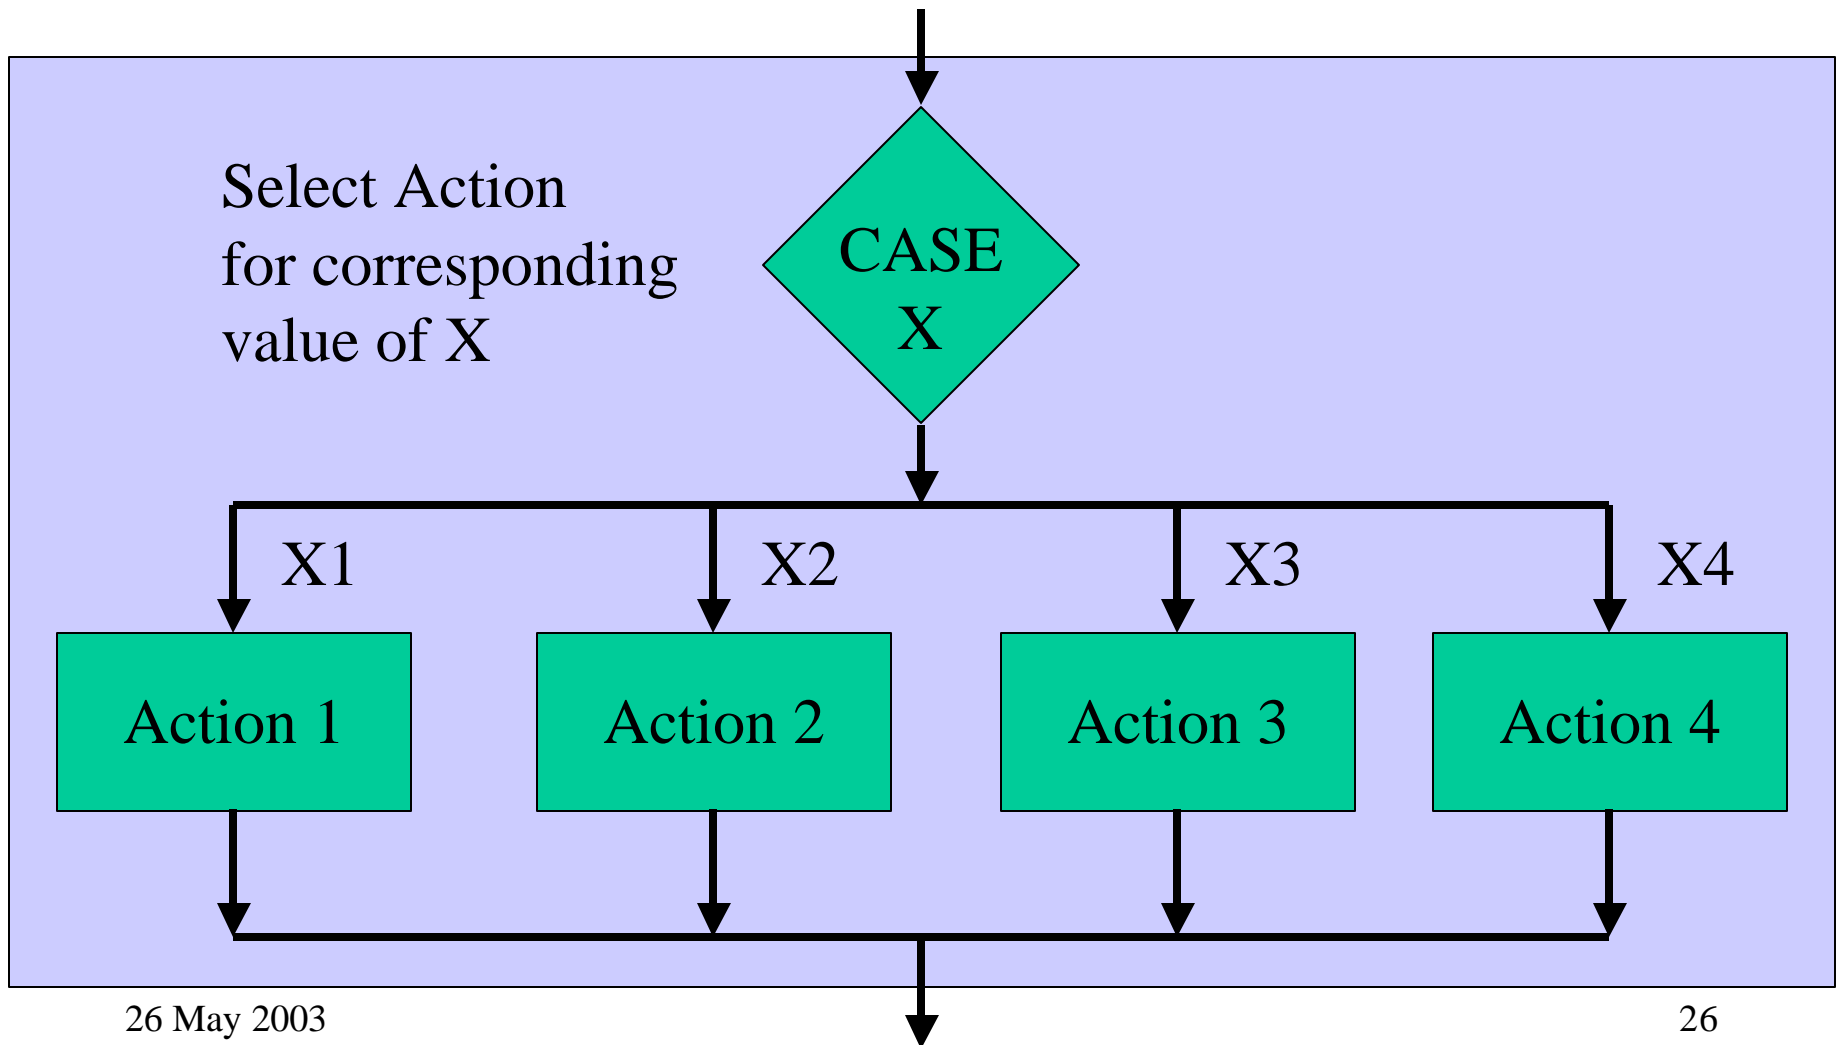 Select Action
for corresponding
value of X
CASE
X
X1
X2
X3
X4
Action 1
Action 2
Action 3
Action 4
26 May 2003
26